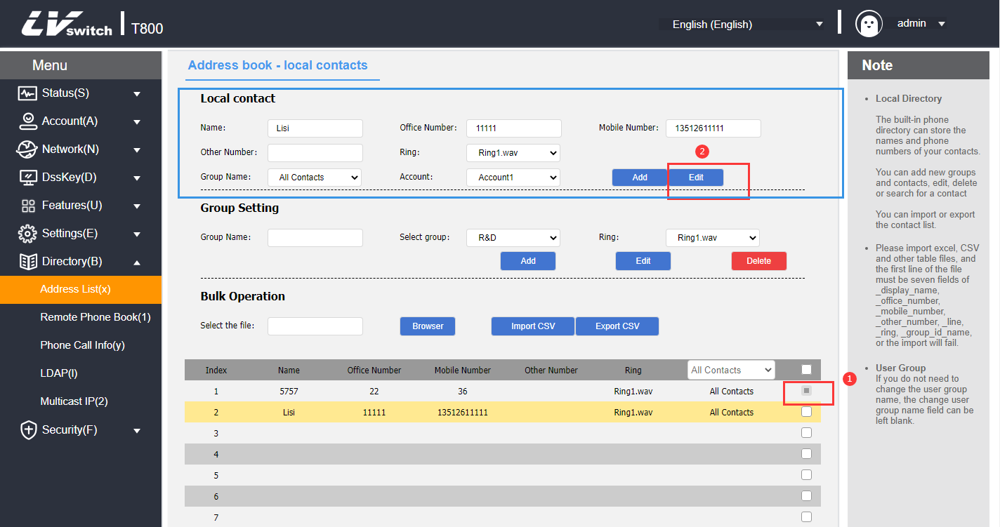 LVswitch T800
English (English)
admin
Menu
Status(S)
Account(A)
Network(N)
DssKey(D)
Features(U)
Settings(E)
Directory(B)
Address List(x)
Remote Phone Book(1)
Phone Call Info(y)
LDAP(l)
Multicast IP(2)
Security(F)
Address book - local contacts
Local contact
Name: Lisi Office Number: 11111 Mobile Number: 13512611111
Other Number: Ring: Ring1.wav 2
Group Name: All Contacts Account: Account1 Add Edit
Group Setting
Group Name: Select group: R&D Ring: Ring1.wav
Add Edit Delete
Bulk Operation
Select the file: Browser Import CSV Export CSV
Index Name Office Number Mobile Number Other Number Ring All Contacts
1 5757 22 36 Ring1.wav All Contacts 1
2 Lisi 11111 13512611111 Ring1.wav All Contacts
3
4
5
6
7
Note
• Local Directory
The built-in phone
directory can store the
names and phone
numbers of your contacts.
You can add new groups
and contacts, edit, delete
or search for a contact
You can import or export
the contact list.
• Please import excel, CSV
and other table files, and
the first line of the file
must be seven fields of
_display_name,
_office_number,
_mobile_number,
_other_number, _line,
_ring, _group_id_name,
or the import will fail.
• User Group
If you do not need to
change the user group
name, the change user
group name field can be
left blank.